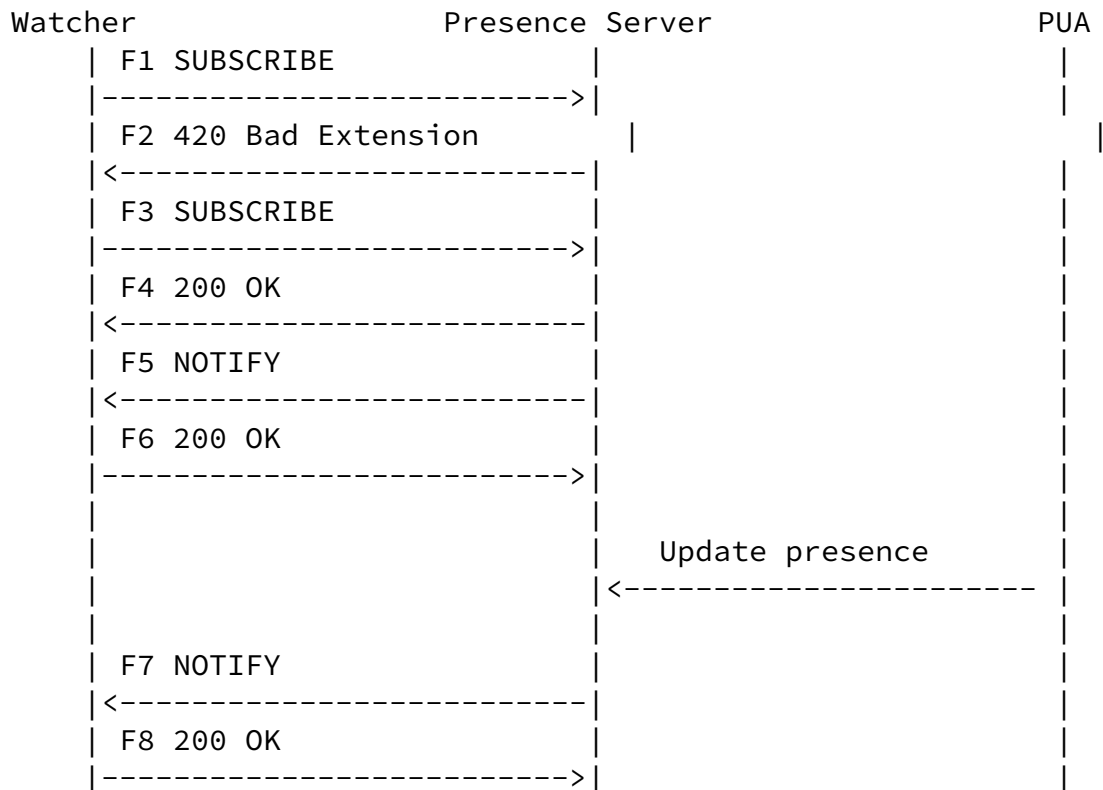 Watcher                 Presence Server                  PUA
     | F1 SUBSCRIBE              |                         |
     |-------------------------->|                         |
     | F2 420 Bad Extension        |                         |
     |<--------------------------|                         |
     | F3 SUBSCRIBE              |                         |
     |-------------------------->|                         |
     | F4 200 OK                 |                         |
     |<--------------------------|                         |
     | F5 NOTIFY                 |                         |
     |<--------------------------|                         |
     | F6 200 OK                 |                         |
     |-------------------------->|                         |
     |                           |                         |
     |                           |   Update presence       |
     |                           |<----------------------- |
     |                           |                         |
     | F7 NOTIFY                 |                         |
     |<--------------------------|                         |
     | F8 200 OK                 |                         |
     |-------------------------->|                         |